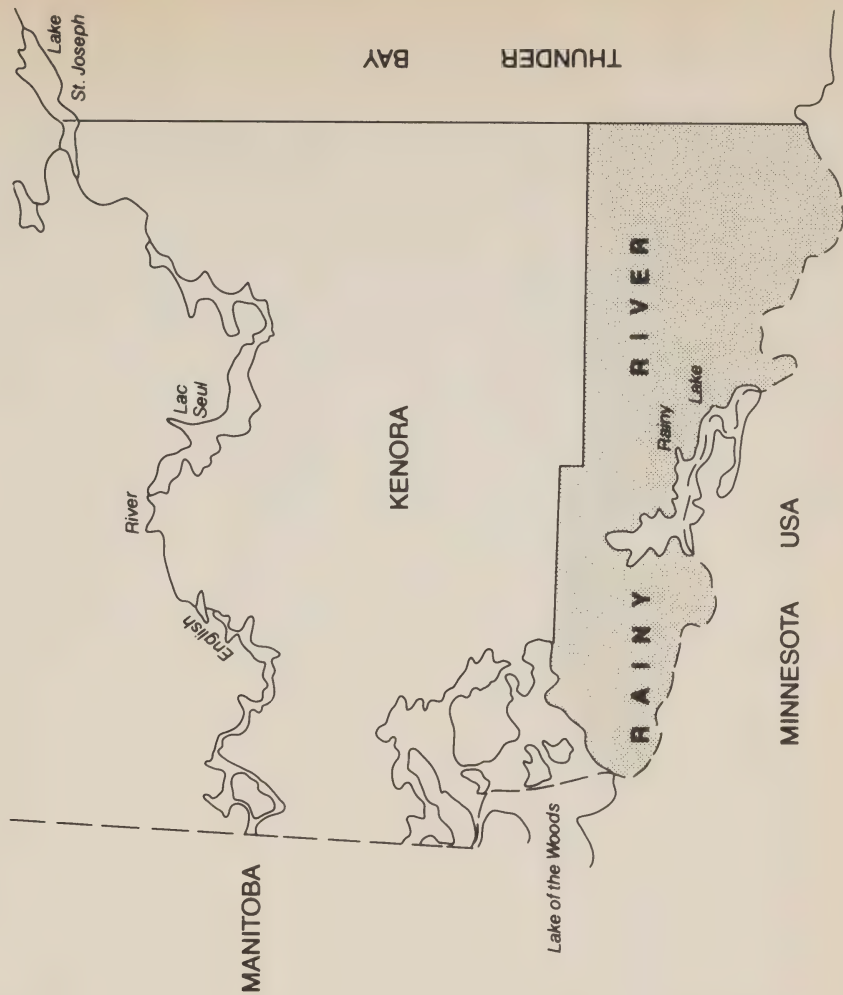 Lake
St. Joseph
THUNDER BAY
River
Lac
Seul
English
KENORA
MANITOBA
RAINY RIVER
Rainy
Lake
Lake of the Woods
MINNESOTA USA